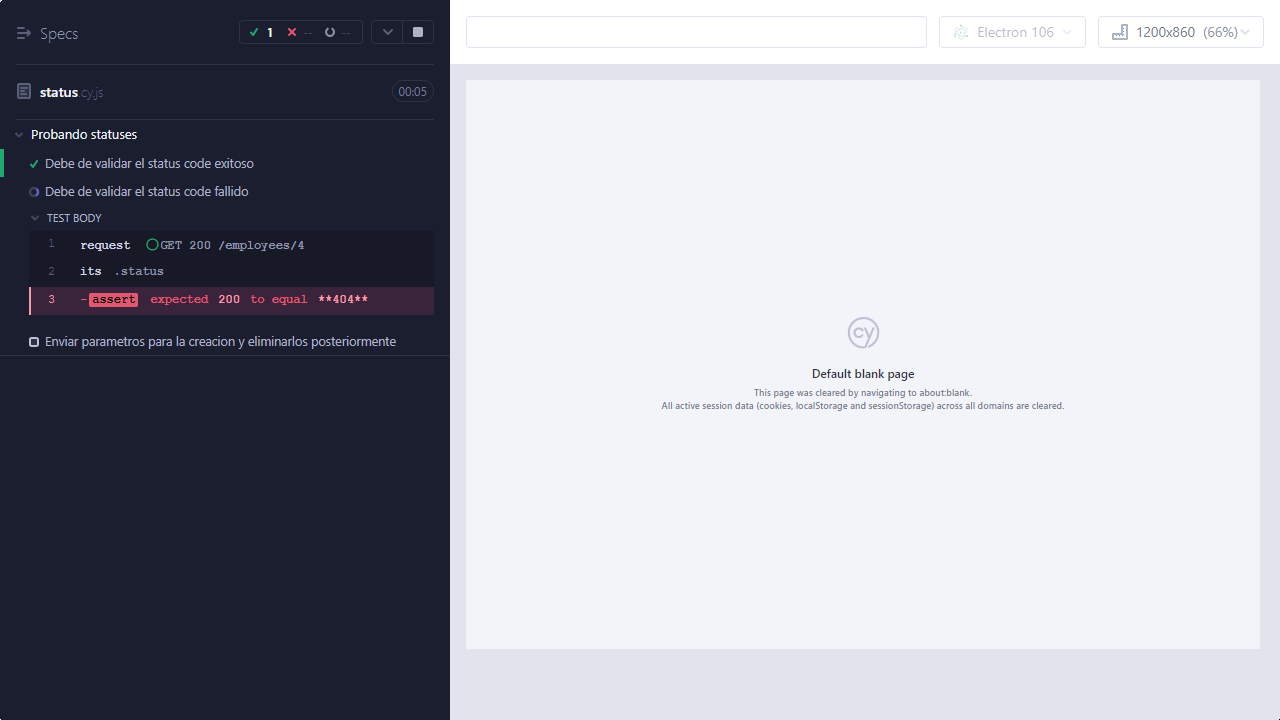 Specs
1
--
--
status.cy.js
00:05
Probando statuses
Debe de validar el status code exitoso
Debe de validar el status code fallido
TEST BODY
1 request GET 200 /employees/4
2 its .status
3 -assert expected 200 to equal **404**
Enviar parametros para la creacion y eliminarlos posteriormente
Electron 106
1200x860 (66%)
cy
Default blank page
This page was cleared by navigating to about:blank.
All active session data (cookies, localStorage and sessionStorage) across all domains are cleared.